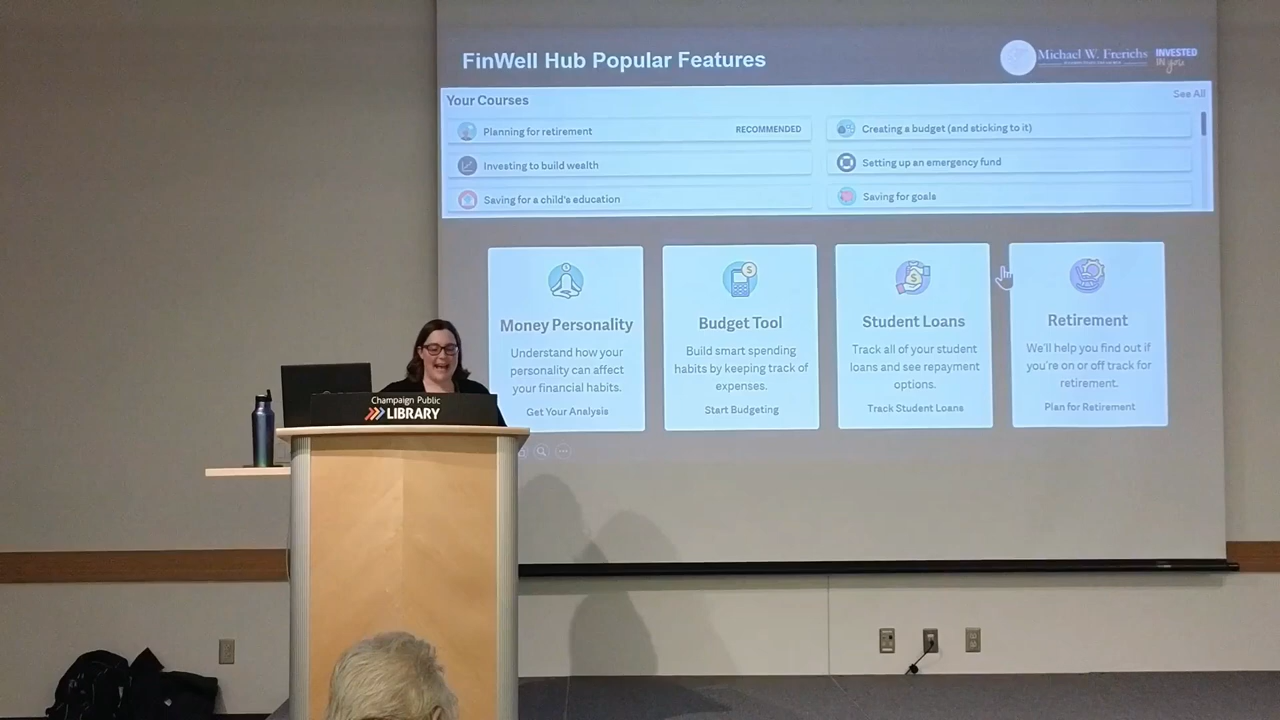 FinWell Hub Popular Features
Michael W. Frerichs
INVESTED
IN you
Your Courses
See All
Planning for retirement
RECOMMENDED
Creating a budget (and sticking to it)
Investing to build wealth
Setting up an emergency fund
Saving for a child's education
Saving for goals
Money Personality
Understand how your
personality can affect
your financial habits.
Get Your Analysis
Budget Tool
Build smart spending
habits by keeping track of
expenses.
Start Budgeting
Student Loans
Track all of your student
loans and see repayment
options.
Track Student Loans
Retirement
We'll help you find out if
you're on or off track for
retirement.
Plan for Retirement
Champaign Public
LIBRARY